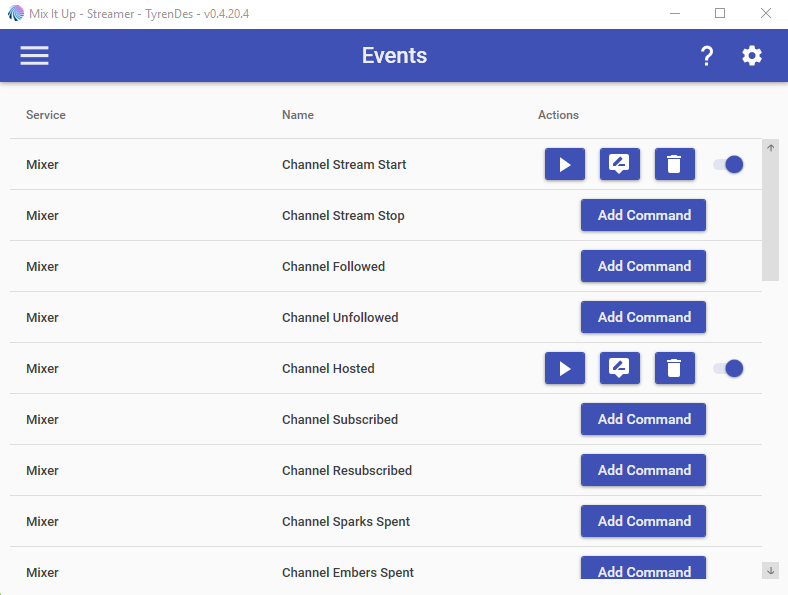 Mix It Up - Streamer - TyrenDes - v0.4.20.4
Events ?
Service Name Actions
Mixer Channel Stream Start
Mixer Channel Stream Stop Add Command
Mixer Channel Followed Add Command
Mixer Channel Unfollowed Add Command
Mixer Channel Hosted
Mixer Channel Subscribed Add Command
Mixer Channel Resubscribed Add Command
Mixer Channel Sparks Spent Add Command
Mixer Channel Embers Spent Add Command